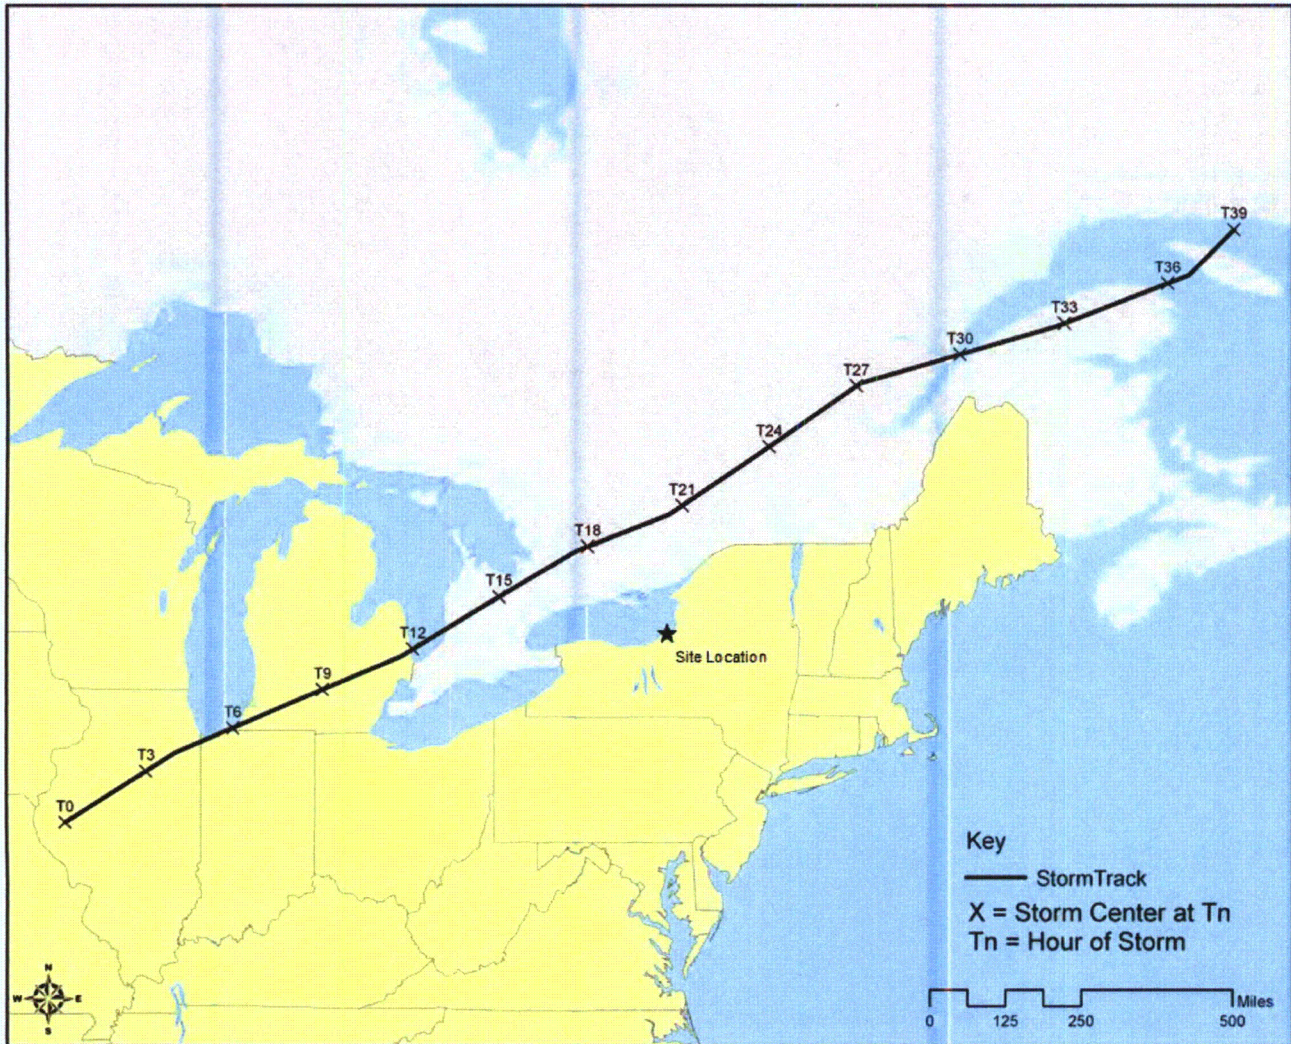 T39
T36
T33
T30
T27
T24
T21
T18
T15
T12
Site Location
T9
T6
T3
T0
Key
StormTrack
X = Storm Center at Tn
Tn = Hour of Storm
N
W E
S
Miles
0 125 250 500